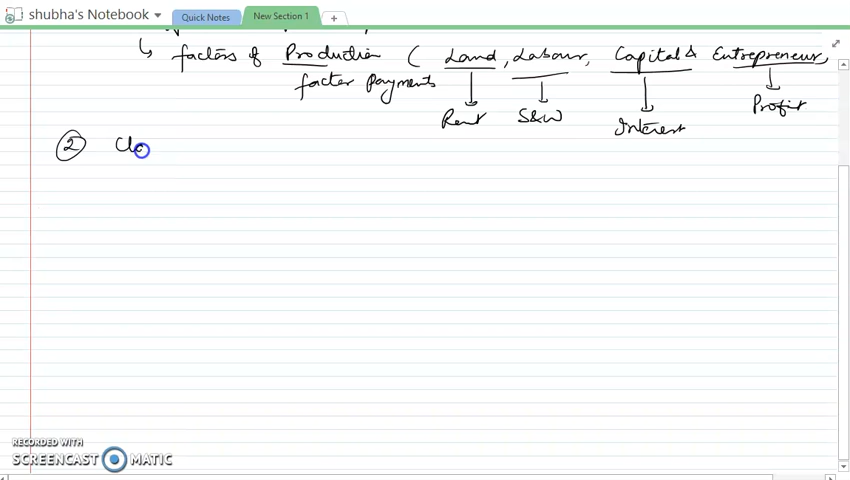 shubha's Notebook
Quick Notes
New Section 1
+
↳ factors of Production ( Land, Labour, Capital & Entrepreneur,
factor payments
Rent S&W Interest Profit
② Cla
RECORDED WITH
SCREENCAST MATIC